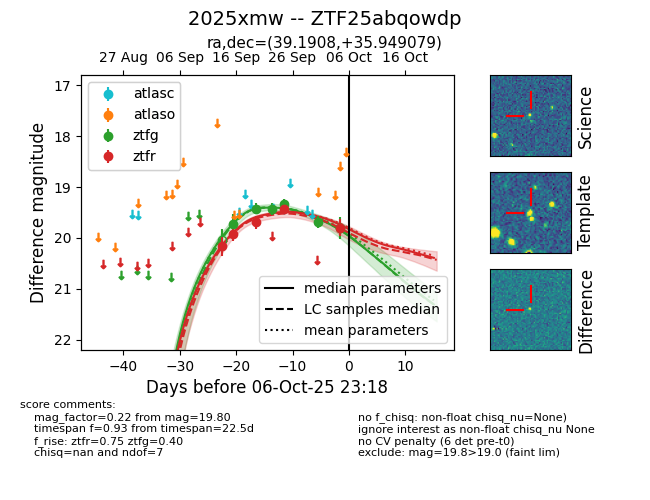 2025xmw -- ZTF25abqowdp
ra,dec=(39.1908,+35.949079)
27 Aug 06 Sep 16 Sep 26 Sep 06 Oct 16 Oct
17
18
19
20
21
22
Difference magnitude
atlasc
atlaso
ztfg
ztfr
median parameters
LC samples median
mean parameters
−40 −30 −20 −10 0 10
Days before 06-Oct-25 23:18
Science
Template
Difference
score comments:
mag_factor=0.22 from mag=19.80
timespan f=0.93 from timespan=22.5d
f_rise: ztfr=0.75 ztfg=0.40
chisq=nan and ndof=7
no f_chisq: non-float chisq_nu=None)
ignore interest as non-float chisq_nu None
no CV penalty (6 det pre-t0)
exclude: mag=19.8>19.0 (faint lim)